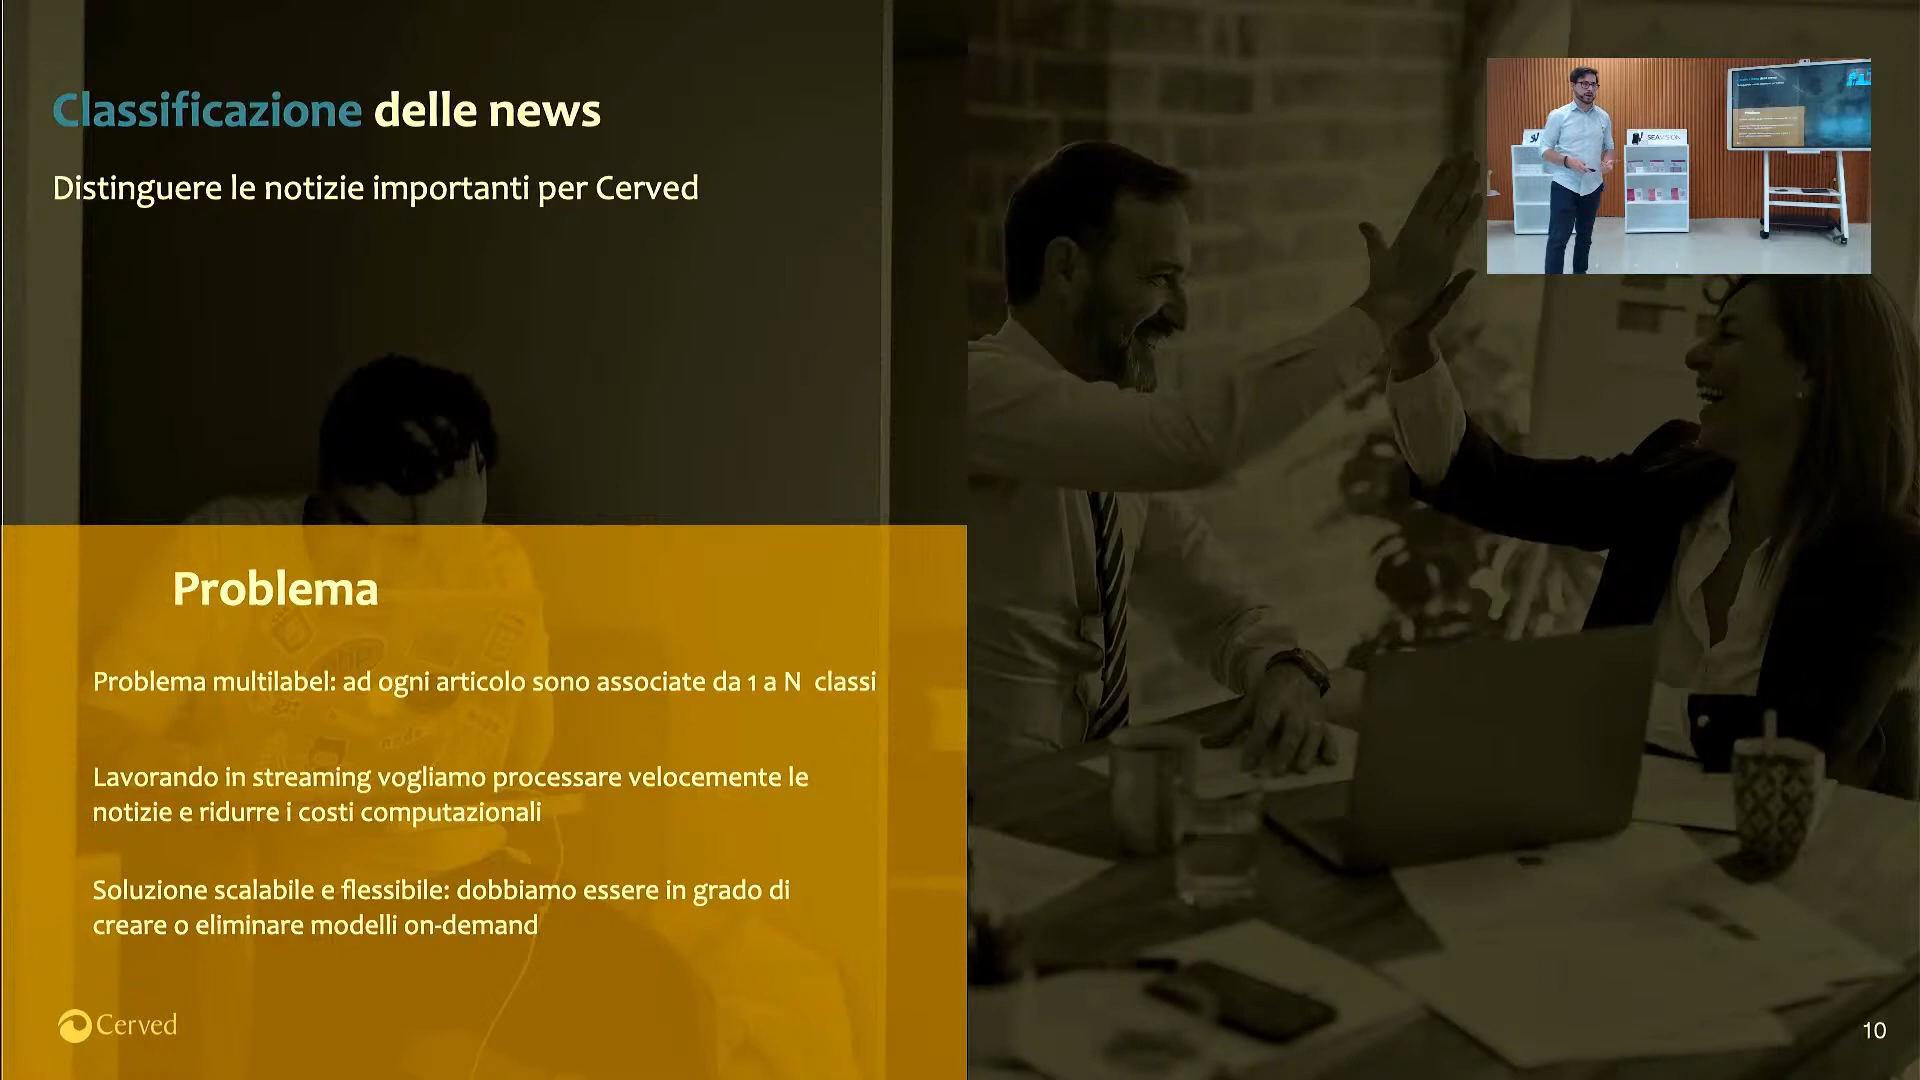 Classificazione delle news
Distinguere le notizie importanti per Cerved
SEAVISION
Problema
Problema multilabel: ad ogni articolo sono associate da 1 a N classi
Lavorando in streaming vogliamo processare velocemente le
notizie e ridurre i costi computazionali
Soluzione scalabile e flessibile: dobbiamo essere in grado di
creare o eliminare modelli on-demand
Cerved
10